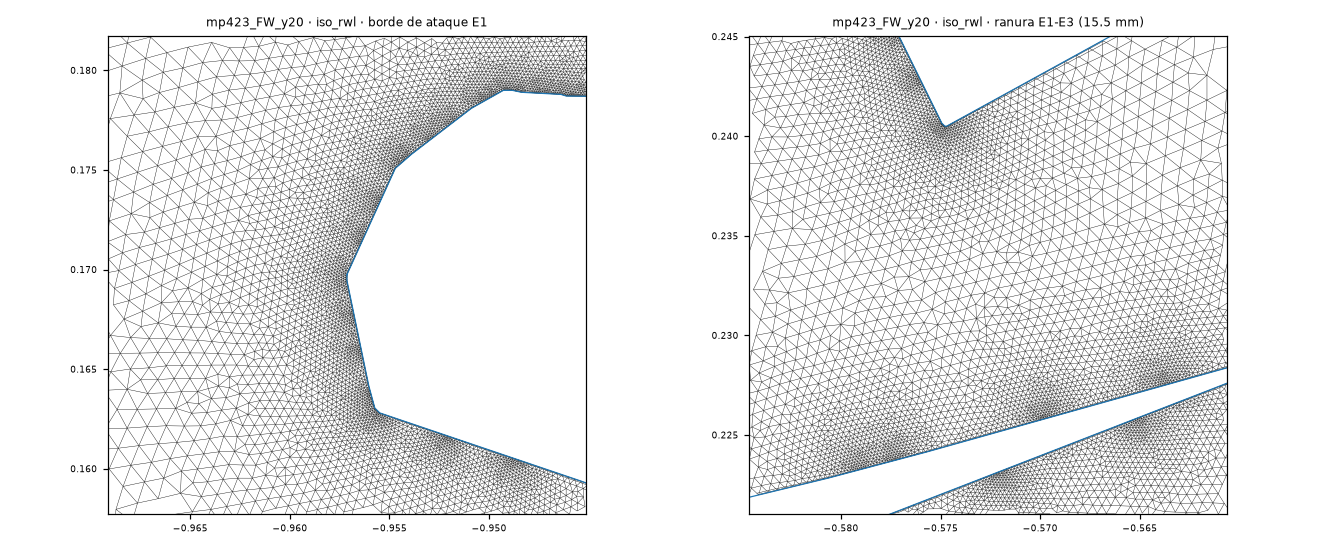 mp423_FW_y20 · iso_rwl · borde de ataque E1
0.180
0.175
0.170
0.165
0.160
−0.965 −0.960 −0.955 −0.950
mp423_FW_y20 · iso_rwl · ranura E1-E3 (15.5 mm)
0.245
0.240
0.235
0.230
0.225
−0.580 −0.575 −0.570 −0.565